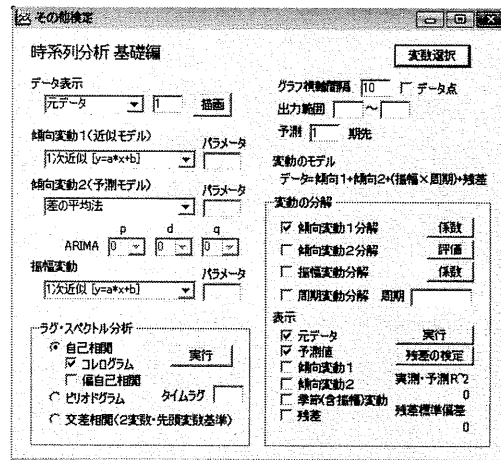 その他検定
時系列分析 基礎編
変数選択
データ表示
元データ 1 描画
グラフ横軸間隔 10 データ点
出力範囲 ～
予測 1 期先
傾向変動1(近似モデル) パラメータ
1次近似 [y=a*x+b]
傾向変動2(予測モデル) パラメータ
差の平均法
p d q
ARIMA 0 0 0
振幅変動 パラメータ
1次近似 [y=a*x+b]
変動のモデル
データ=傾向1+傾向2+(振幅×周期)+残差
変動の分解
傾向変動1分解 係数
傾向変動2分解 評価
振幅変動分解 係数
周期変動分解 周期
ラグ・スペクトル分析
自己相関 実行
コレログラム
偏自己相関
ピリオドグラム タイムラグ
交差相関(2変数・先頭変数基準)
表示
元データ 実行
予測値 残差の検定
傾向変動1
傾向変動2
季節(含振幅)変動
残差
実測・予測R^2
0
残差標準偏差
0